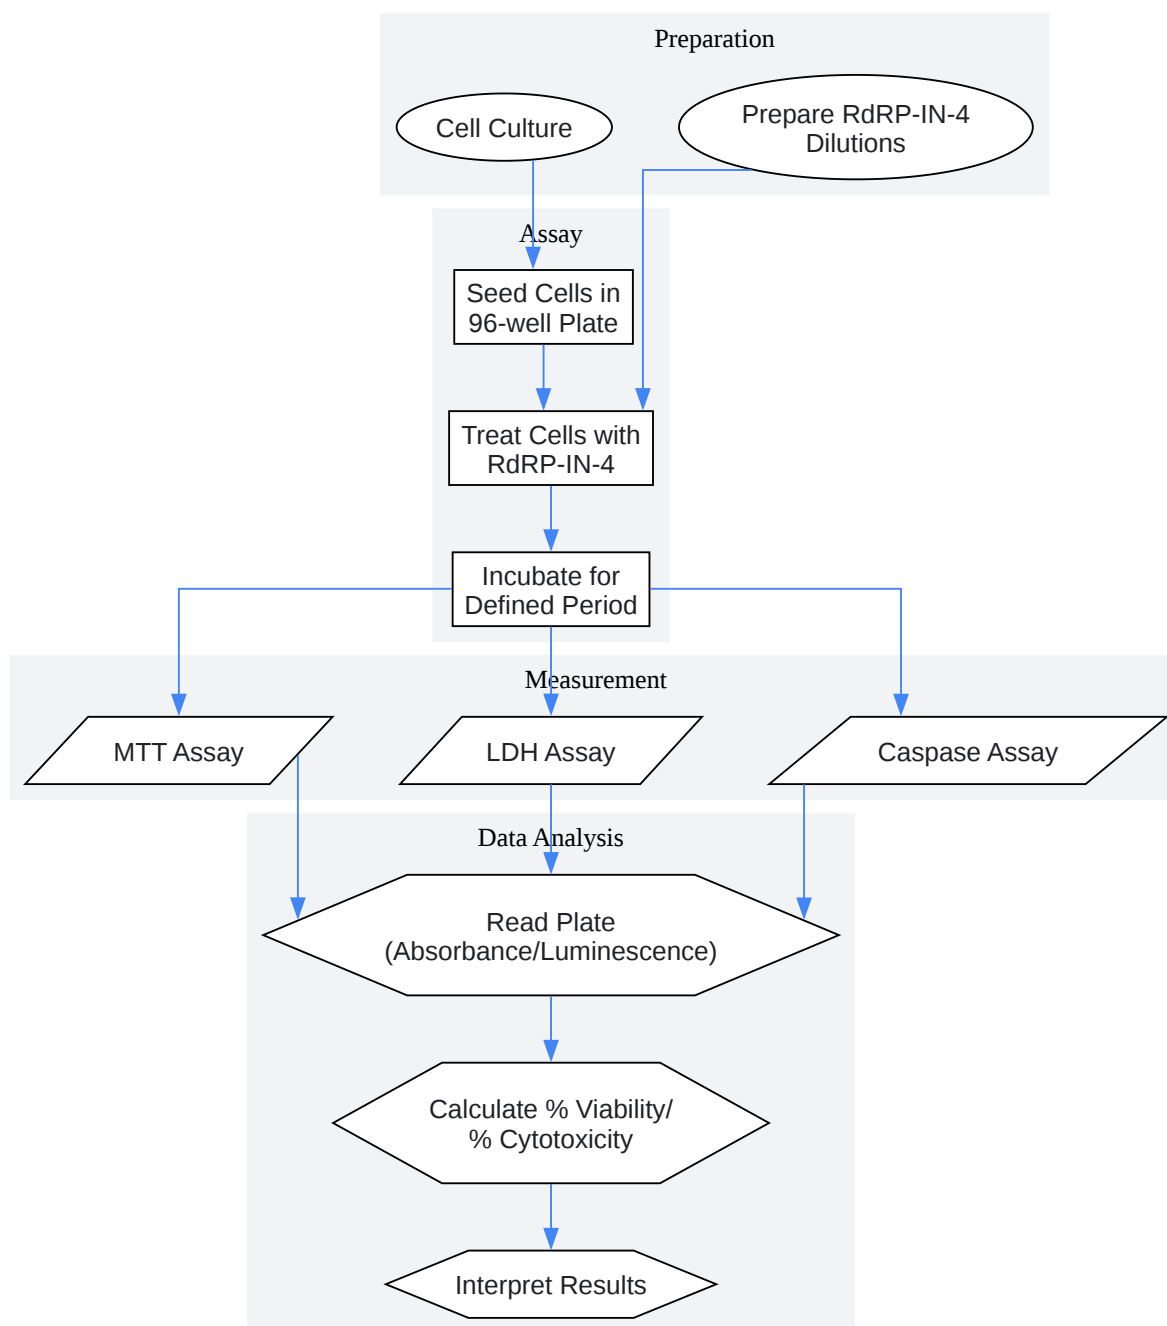 Preparation
Cell Culture
Prepare RdRP-IN-4
Dilutions
Assay
Seed Cells in
96-well Plate
Treat Cells with
RdRP-IN-4
Incubate for
Defined Period
Measurement
MTT Assay
LDH Assay
Caspase Assay
Data Analysis
Read Plate
(Absorbance/Luminescence)
Calculate % Viability/
% Cytotoxicity
Interpret Results